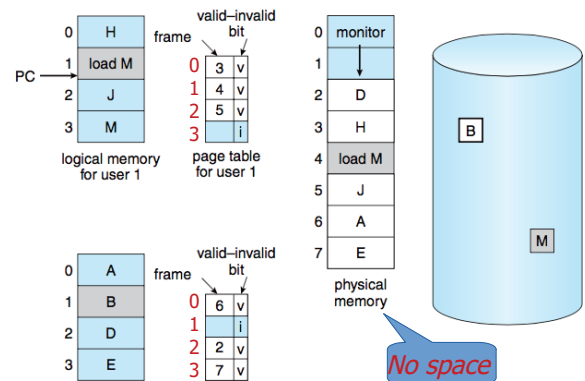 valid–invalid
frame bit
0 H
1 load M
2 J
3 M
PC
logical memory
for user 1
0 3 v
1 4 v
2 5 v
3 i
page table
for user 1
0 monitor
1
2 D
3 H
4 load M
5 J
6 A
7 E
physical
memory
B
M
No space
0 A
1 B
2 D
3 E
valid–invalid
frame bit
0 6 v
1 i
2 2 v
3 7 v